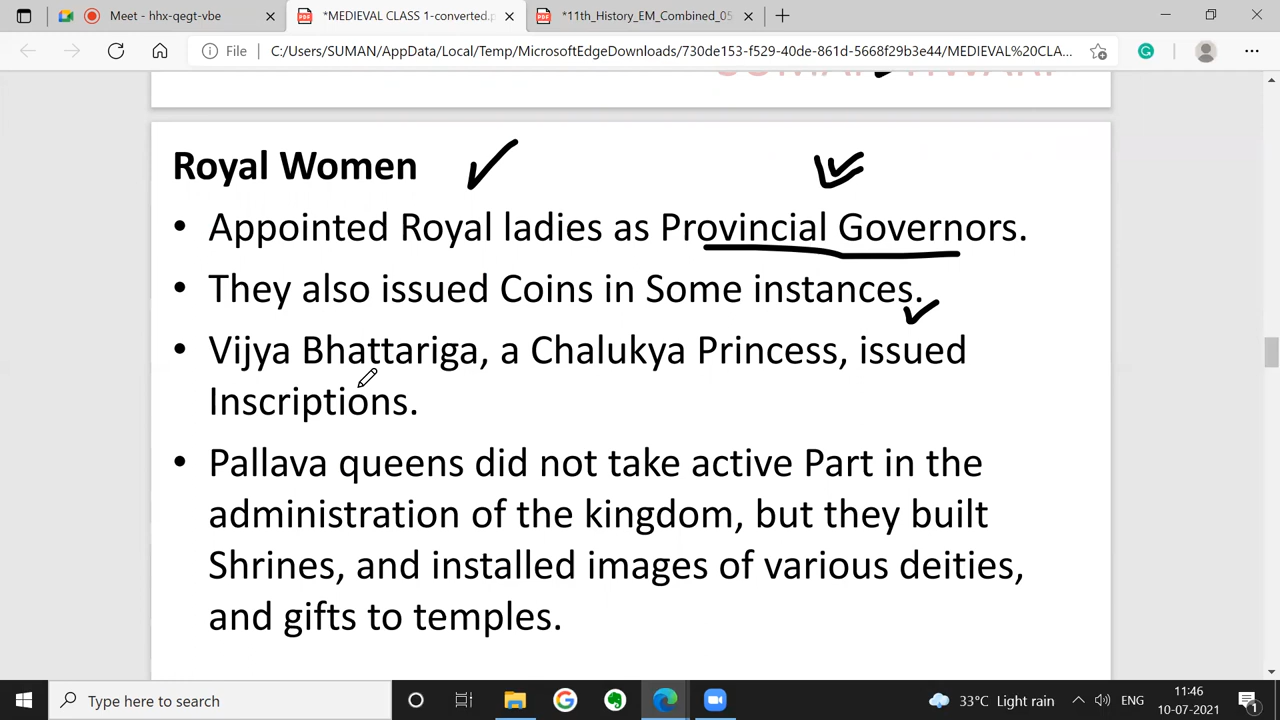 Meet - hhx-qegt-vbe
*MEDIEVAL CLASS 1-converted.p
*11th_History_EM_Combined_05
File C:/Users/SUMAN/AppData/Local/Temp/MicrosoftEdgeDownloads/730de153-f529-40de-861d-5668f29b3e44/MEDIEVAL%20CLA...
Royal Women
• Appointed Royal ladies as Provincial Governors.
• They also issued Coins in Some instances.
• Vijya Bhattariga, a Chalukya Princess, issued
Inscriptions.
• Pallava queens did not take active Part in the
administration of the kingdom, but they built
Shrines, and installed images of various deities,
and gifts to temples.
Type here to search
33°C Light rain
ENG
11:46
10-07-2021
1